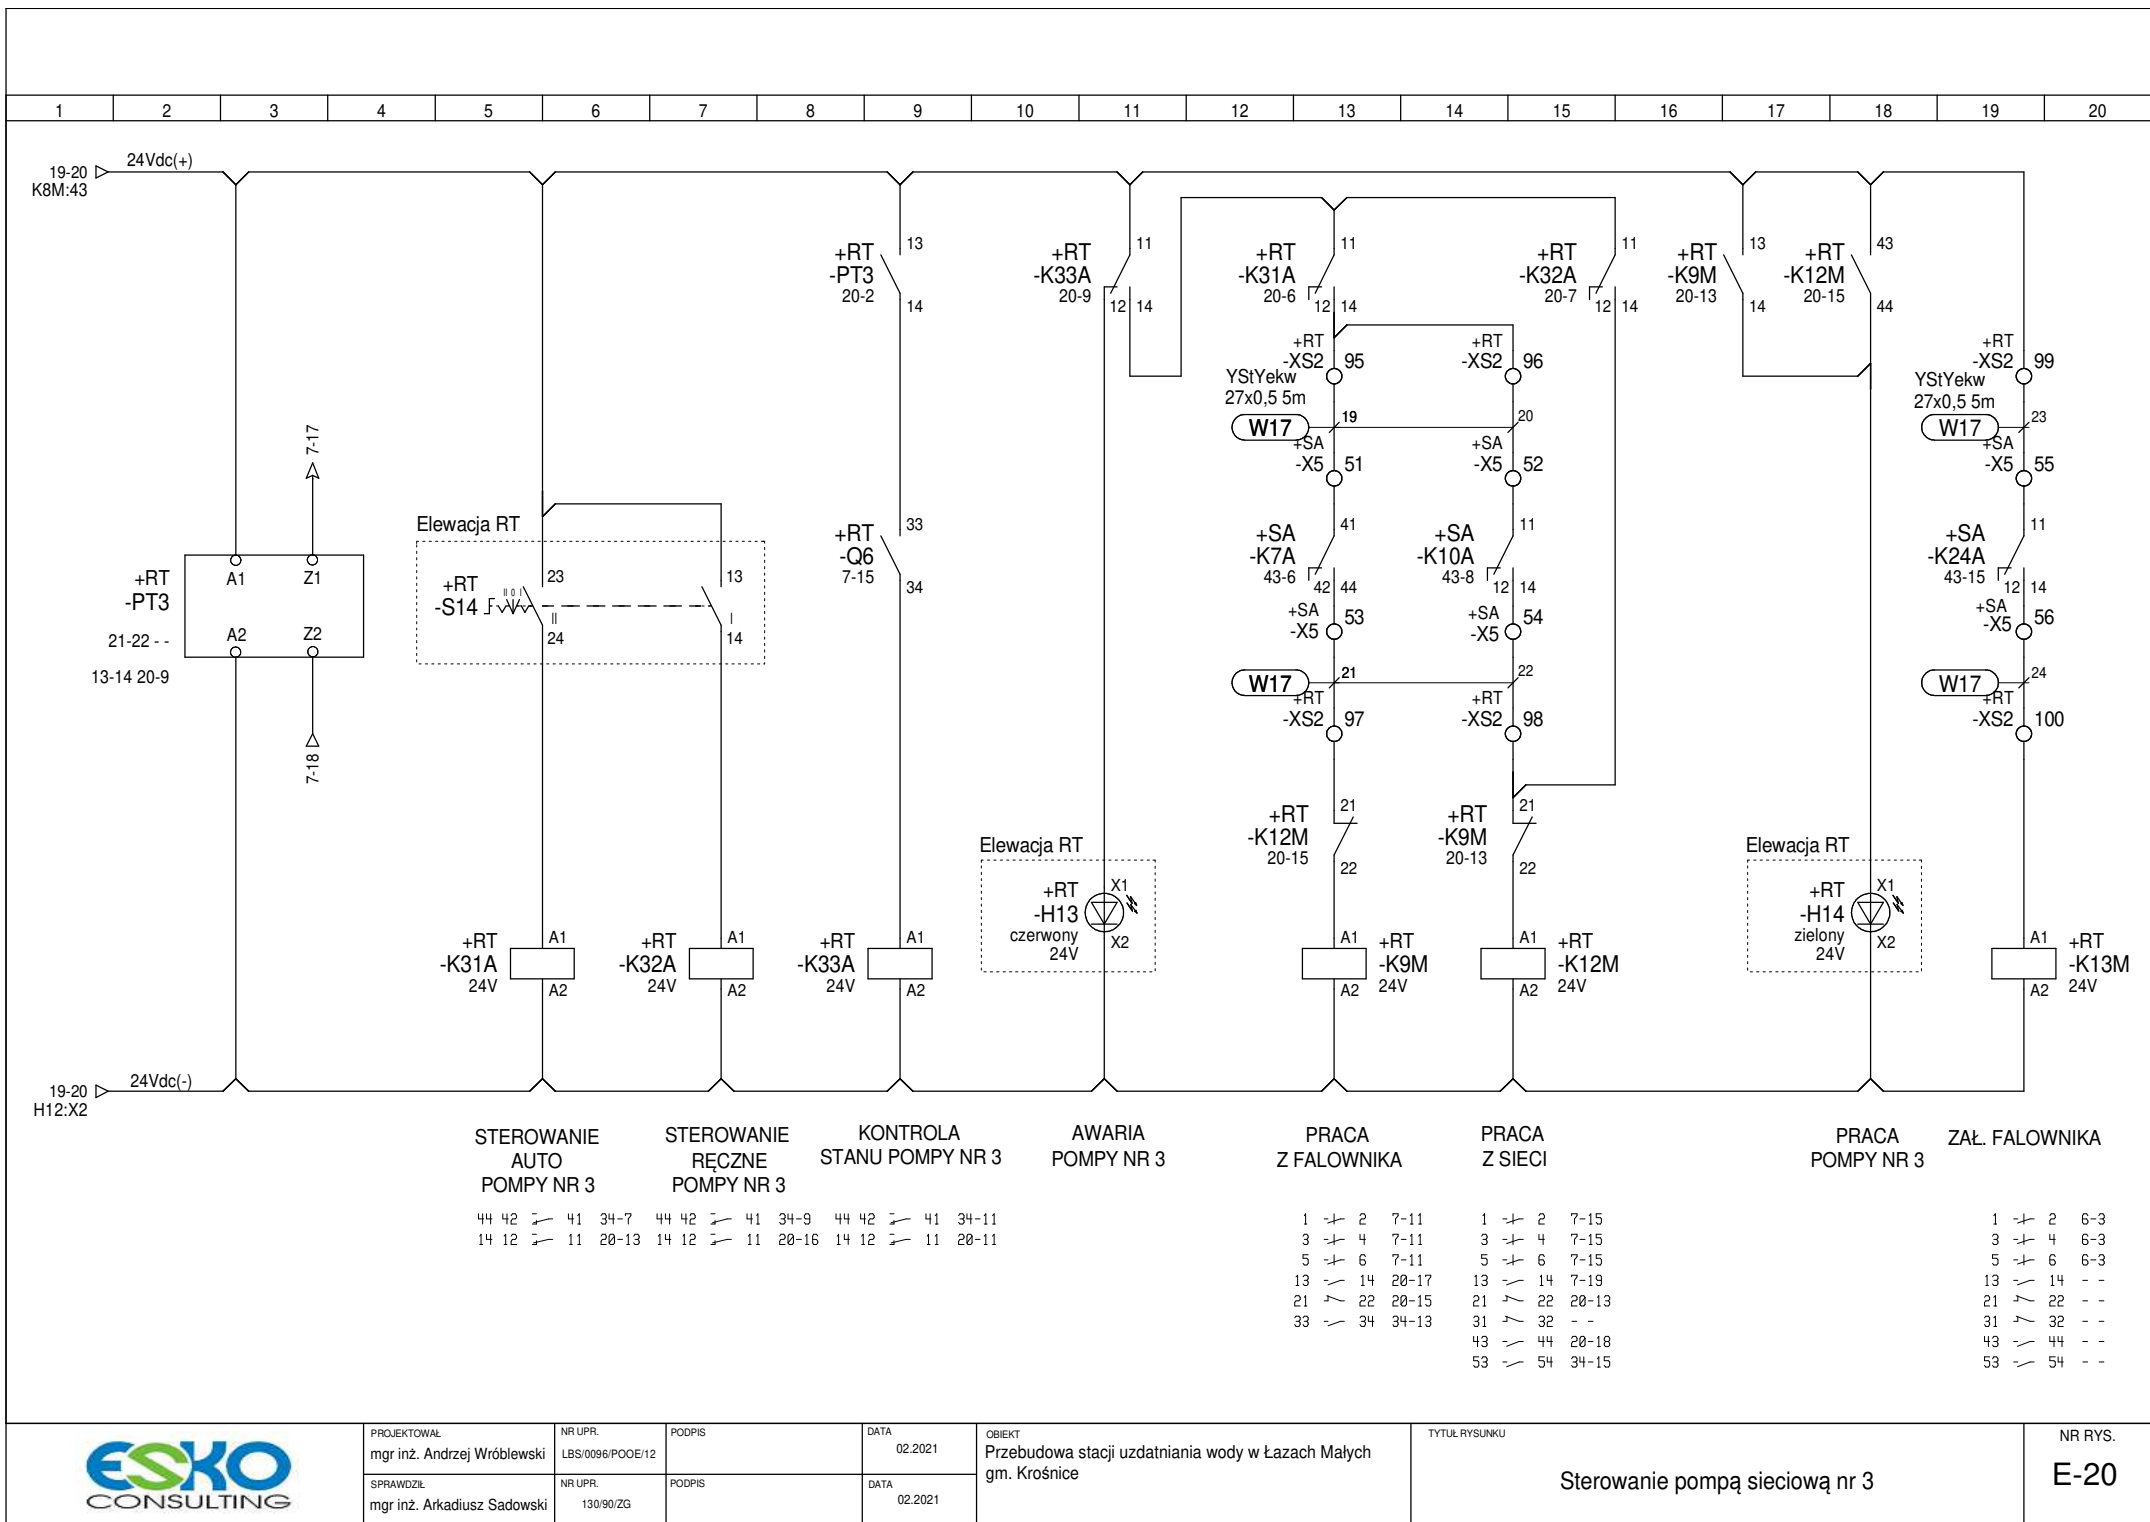 1 2 3 4 5 6 7 8 9 10 11 12 13 14 15 16 17 18 19 20
19-20
K8M:43
24Vdc(+)
+RT
-PT3
20-2
13
14
+RT
-K33A
20-9
11
12 14
+RT
-K31A
20-6
11
12 14
+RT
-K32A
20-7
11
12 14
+RT
-K9M
20-13
13
14
+RT
-K12M
20-15
43
44
+RT
-XS2 95
+RT
-XS2 96
+RT
-XS2 99
YStYekw
27x0,5 5m
W17
19
20
YStYekw
27x0,5 5m
W17
23
+SA
-X5 51
+SA
-X5 52
+SA
-X5 55
7-17
+RT
-PT3
21-22 - -
13-14 20-9
A1 Z1
A2 Z2
7-18
Elewacja RT
+RT
-S14
II 0 I
23
II
24
13
I
14
+RT
-Q6
7-15
33
34
+SA
-K7A
43-6
41
42 44
+SA
-K10A
43-8
11
12 14
+SA
-K24A
43-15
11
12 14
+SA
-X5 53
+SA
-X5 54
+SA
-X5 56
W17
21
22
W17
24
+RT
-XS2 97
+RT
-XS2 98
+RT
-XS2 100
+RT
-K12M
20-15
21
22
+RT
-K9M
20-13
21
22
Elewacja RT
+RT
-H13
czerwony
24V
X1
X2
Elewacja RT
+RT
-H14
zielony
24V
X1
X2
+RT
-K31A
24V
A1
A2
+RT
-K32A
24V
A1
A2
+RT
-K33A
24V
A1
A2
A1
A2
+RT
-K9M
24V
A1
A2
+RT
-K12M
24V
A1
A2
+RT
-K13M
24V
19-20
H12:X2
24Vdc(-)
STEROWANIE
AUTO
POMPY NR 3
STEROWANIE
RĘCZNE
POMPY NR 3
KONTROLA
STANU POMPY NR 3
AWARIA
POMPY NR 3
PRACA
Z FALOWNIKA
PRACA
Z SIECI
PRACA
POMPY NR 3
ZAŁ. FALOWNIKA
44 42 41 34-7
14 12 11 20-13
44 42 41 34-9
14 12 11 20-16
44 42 41 34-11
14 12 11 20-11
1 2 7-11
3 4 7-11
5 6 7-11
13 14 20-17
21 22 20-15
33 34 34-13
1 2 7-15
3 4 7-15
5 6 7-15
13 14 7-19
21 22 20-13
31 32 - -
43 44 20-18
53 54 34-15
1 2 6-3
3 4 6-3
5 6 6-3
13 14 - -
21 22 - -
31 32 - -
43 44 - -
53 54 - -
ESKO
CONSULTING
PROJEKTOWAŁ
mgr inż. Andrzej Wróblewski
NR UPR.
LBS/0096/POOE/12
PODPIS
DATA
02.2021
SPRAWDZIŁ
mgr inż. Arkadiusz Sadowski
NR UPR.
130/90/ZG
PODPIS
DATA
02.2021
OBIEKT
Przebudowa stacji uzdatniania wody w Łazach Małych
gm. Krośnice
TYTUŁ RYSUNKU
Sterowanie pompą sieciową nr 3
NR RYS.
E-20